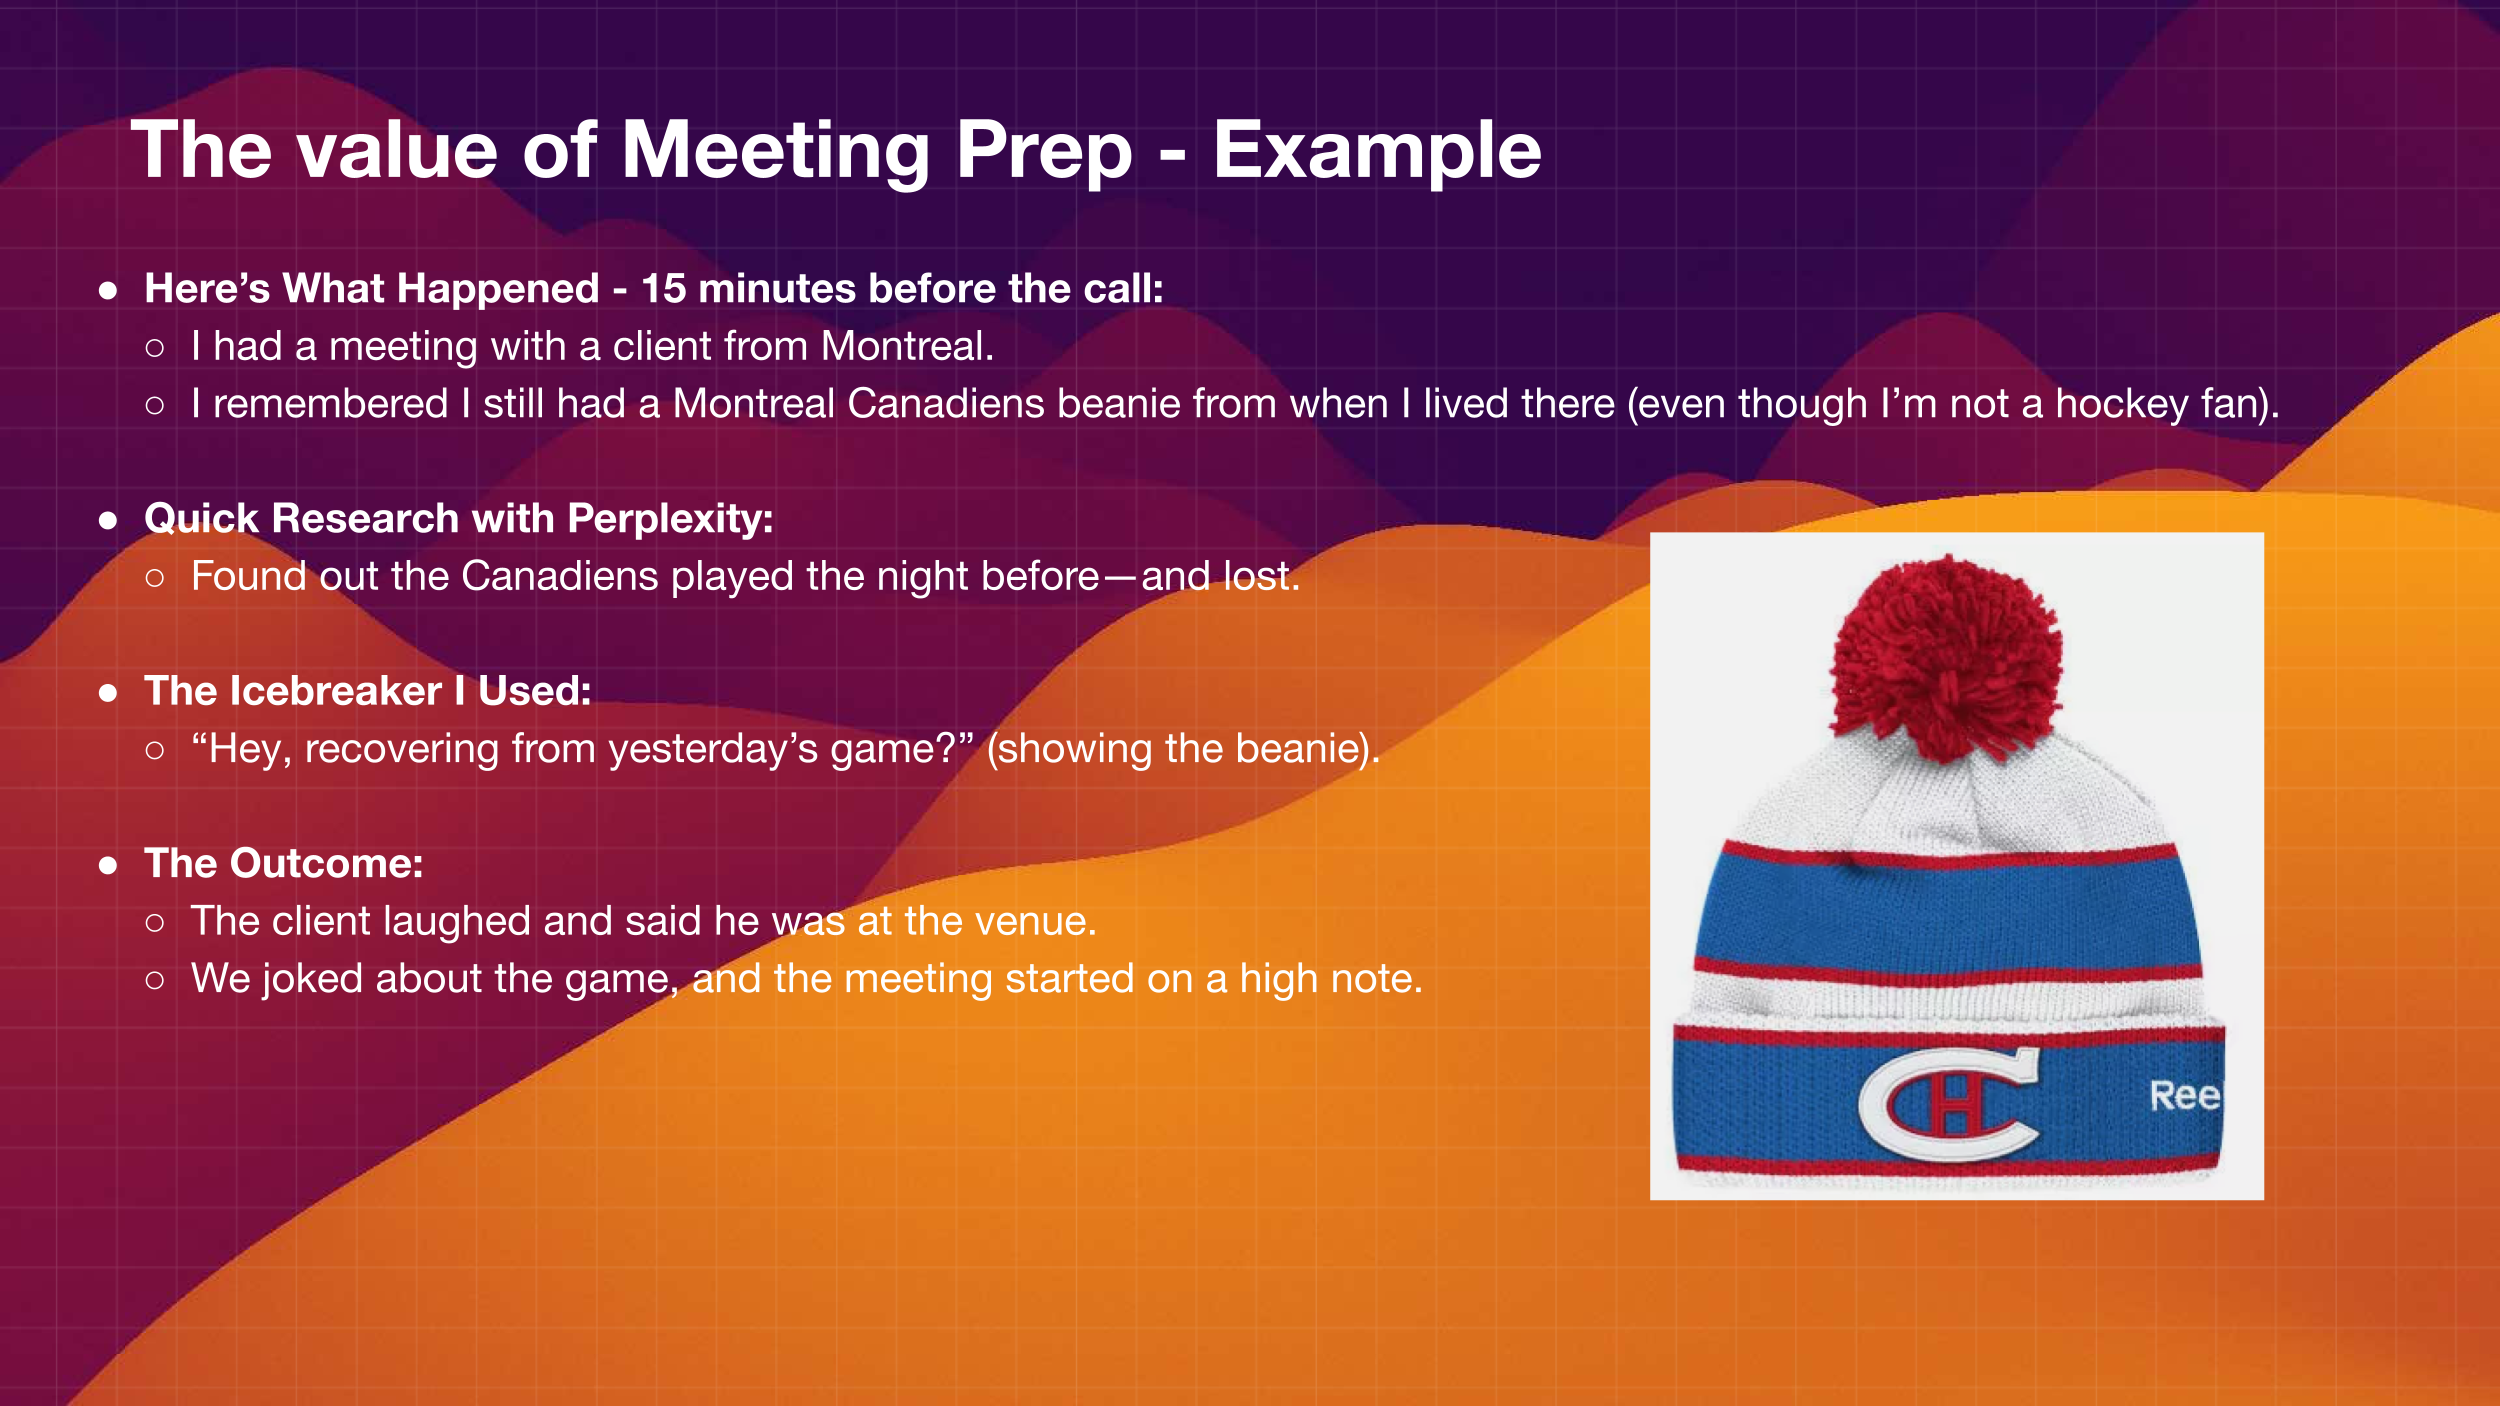 The value of Meeting Prep - Example
● Here’s What Happened - 15 minutes before the call:
○ I had a meeting with a client from Montreal.
○ I remembered I still had a Montreal Canadiens beanie from when I lived there (even though I’m not a hockey fan).
● Quick Research with Perplexity:
○ Found out the Canadiens played the night before—and lost.
● The Icebreaker I Used:
○ “Hey, recovering from yesterday’s game?” (showing the beanie).
● The Outcome:
○ The client laughed and said he was at the venue.
○ We joked about the game, and the meeting started on a high note.
CH
Ree